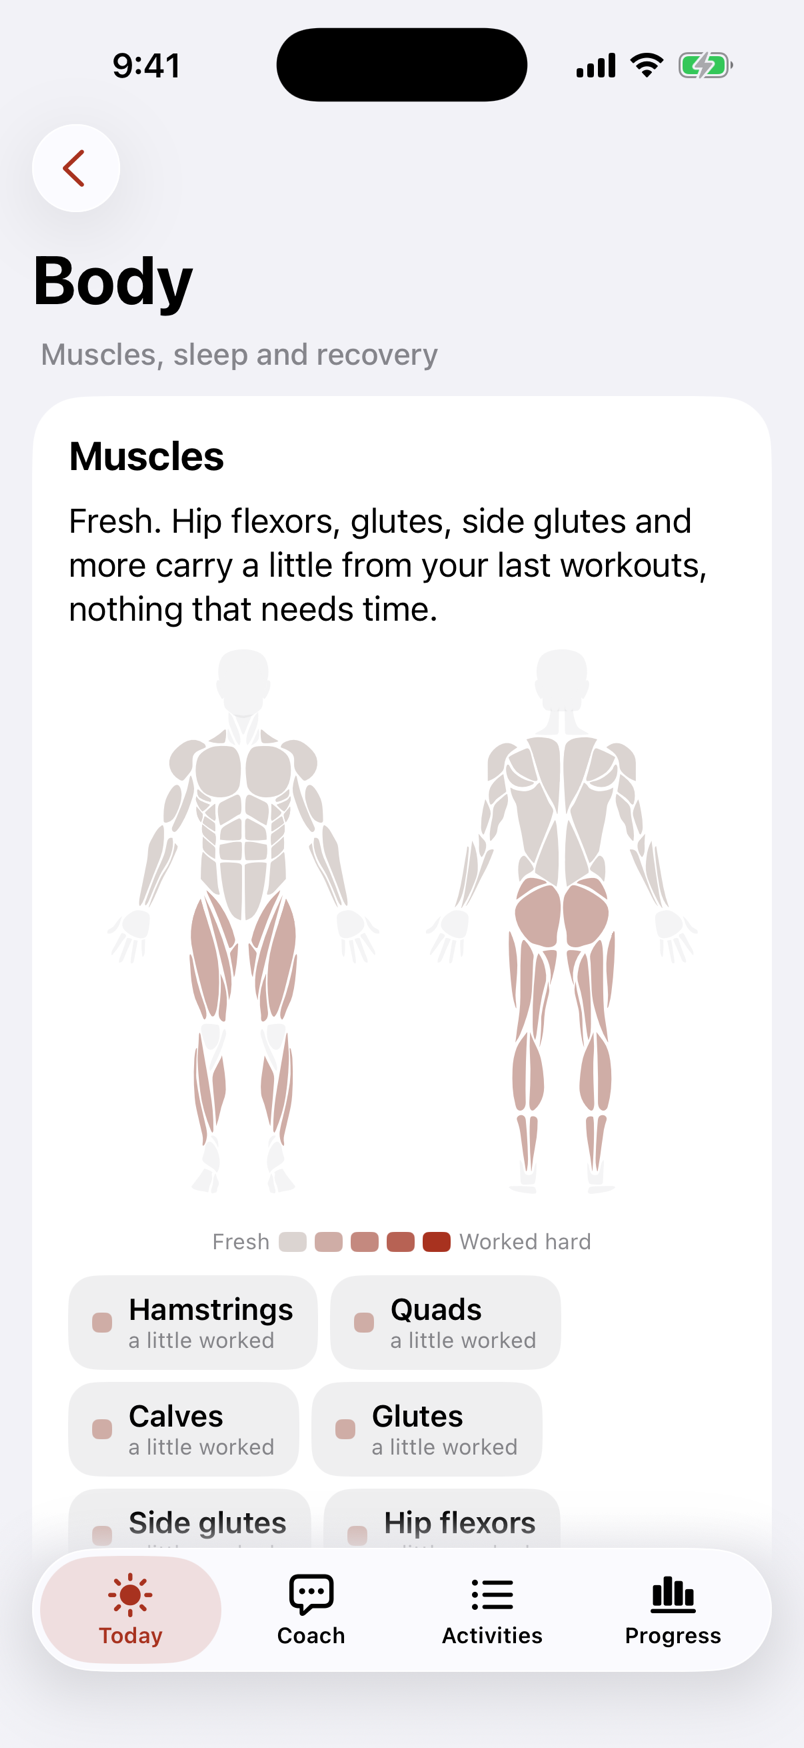 9:41
Body
Muscles, sleep and recovery
Muscles
Fresh. Hip flexors, glutes, side glutes and
more carry a little from your last workouts,
nothing that needs time.
Fresh
Worked hard
Hamstrings
a little worked
Quads
a little worked
Calves
a little worked
Glutes
a little worked
Side glutes
Hip flexors
Today
Coach
Activities
Progress